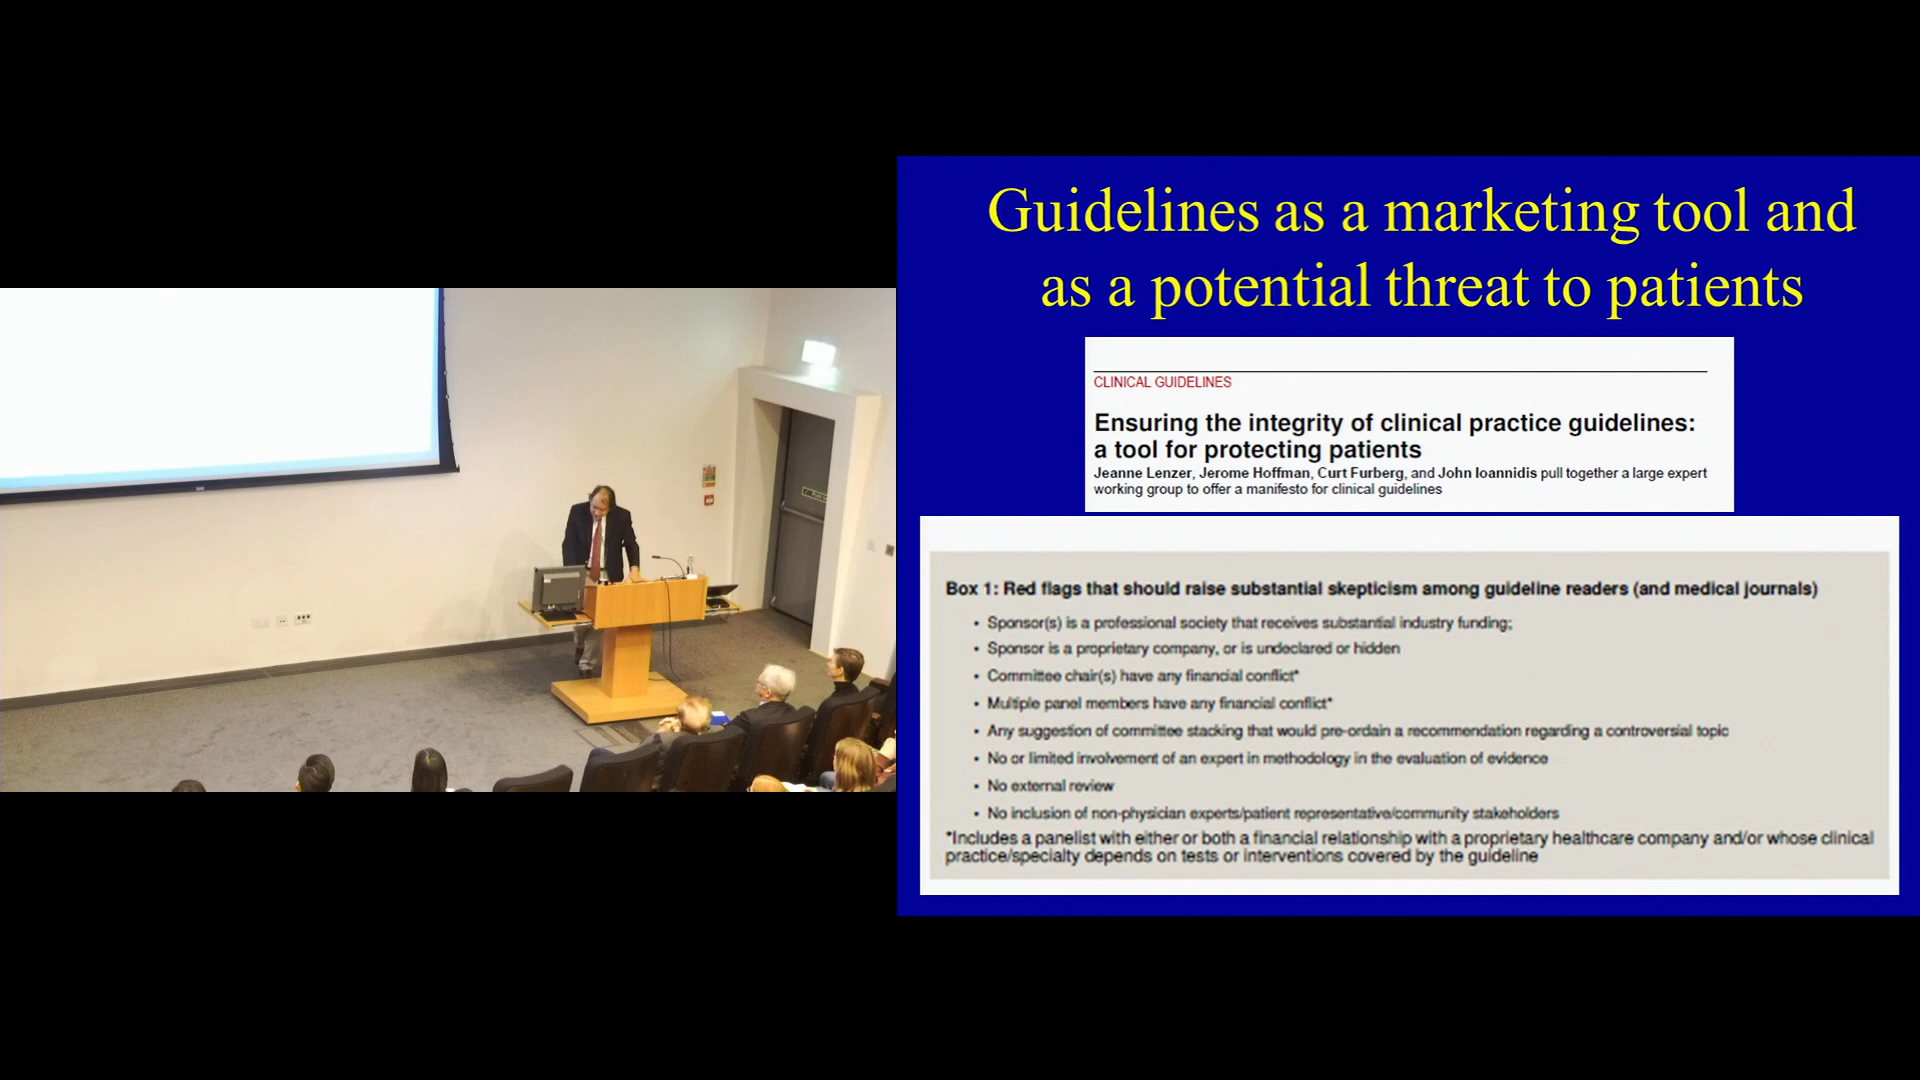 Guidelines as a marketing tool and
as a potential threat to patients
CLINICAL GUIDELINES
Ensuring the integrity of clinical practice guidelines:
a tool for protecting patients
Jeanne Lenzer, Jerome Hoffman, Curt Furberg, and John Ioannidis pull together a large expert
working group to offer a manifesto for clinical guidelines
Box 1: Red flags that should raise substantial skepticism among guideline readers (and medical journals)
• Sponsor(s) is a professional society that receives substantial industry funding;
• Sponsor is a proprietary company, or is undeclared or hidden
• Committee chair(s) have any financial conflict*
• Multiple panel members have any financial conflict*
• Any suggestion of committee stacking that would pre-ordain a recommendation regarding a controversial topic
• No or limited involvement of an expert in methodology in the evaluation of evidence
• No external review
• No inclusion of non-physician experts/patient representative/community stakeholders
*Includes a panelist with either or both a financial relationship with a proprietary healthcare company and/or whose clinical
practice/specialty depends on tests or interventions covered by the guideline